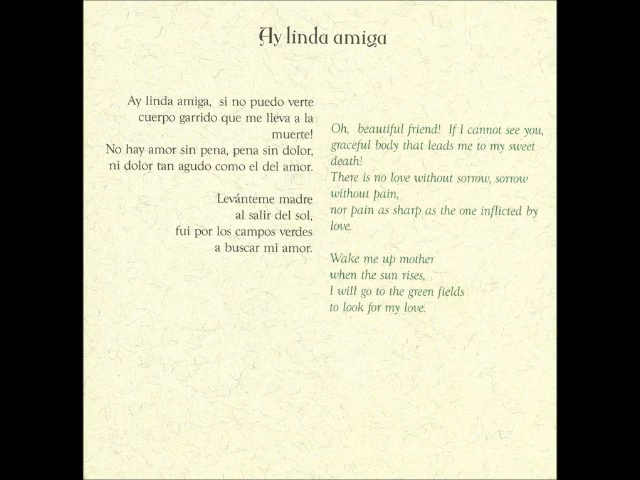 Ay linda amiga
Ay linda amiga, si no puedo verte
cuerpo garrido que me lleva a la
muerte!
No hay amor sin pena, pena sin dolor,
ni dolor tan agudo como el del amor.
Levánteme madre
al salir del sol,
fui por los campos verdes
a buscar mi amor.
Oh, beautiful friend! If I cannot see you,
graceful body that leads me to my sweet
death!
There is no love without sorrow, sorrow
without pain,
nor pain as sharp as the one inflicted by
love.
Wake me up mother
when the sun rises,
I will go to the green fields
to look for my love.